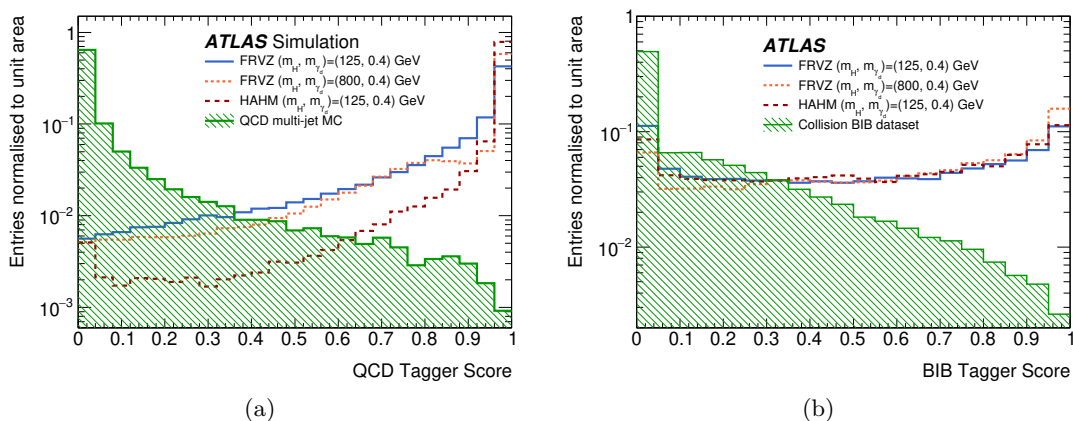 ATLAS Simulation
FRVZ (m_H, m_γd)=(125, 0.4) GeV
FRVZ (m_H, m_γd)=(800, 0.4) GeV
HAHM (m_H, m_γd)=(125, 0.4) GeV
QCD multi-jet MC
Entries normalised to unit area
1
10⁻¹
10⁻²
10⁻³
0 0.1 0.2 0.3 0.4 0.5 0.6 0.7 0.8 0.9 1
QCD Tagger Score
(a)
ATLAS
FRVZ (m_H, m_γd)=(125, 0.4) GeV
FRVZ (m_H, m_γd)=(800, 0.4) GeV
HAHM (m_H, m_γd)=(125, 0.4) GeV
Collision BIB dataset
Entries normalised to unit area
1
10⁻¹
10⁻²
0 0.1 0.2 0.3 0.4 0.5 0.6 0.7 0.8 0.9 1
BIB Tagger Score
(b)